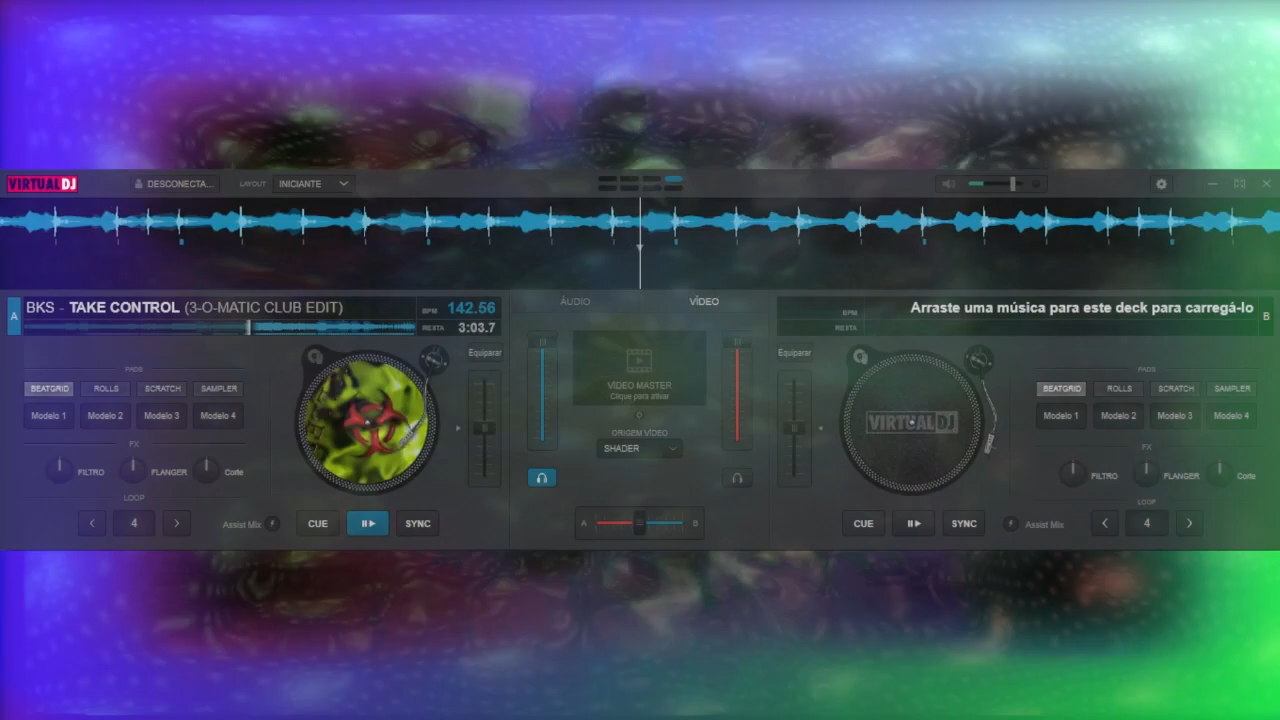 VIRTUALDJ
DESCONECTA...
LAYOUT
INICIANTE
A
BKS - TAKE CONTROL (3-O-MATIC CLUB EDIT)
BPM 142.56
RESTA 3:03.7
ÁUDIO
VÍDEO
BPM
RESTA
Arraste uma música para este deck para carregá-lo
B
Equiparar
VÍDEO MASTER
Clique para ativar
Equiparar
PADS
BEATGRID ROLLS SCRATCH SAMPLER
Modelo 1 Modelo 2 Modelo 3 Modelo 4
FX
FILTRO FLANGER Corte
LOOP
4
Assist Mix
CUE
SYNC
ORIGEM VÍDEO
SHADER
A
B
VIRTUALDJ
PADS
BEATGRID ROLLS SCRATCH SAMPLER
Modelo 1 Modelo 2 Modelo 3 Modelo 4
FX
FILTRO FLANGER Corte
LOOP
CUE
SYNC
Assist Mix
4